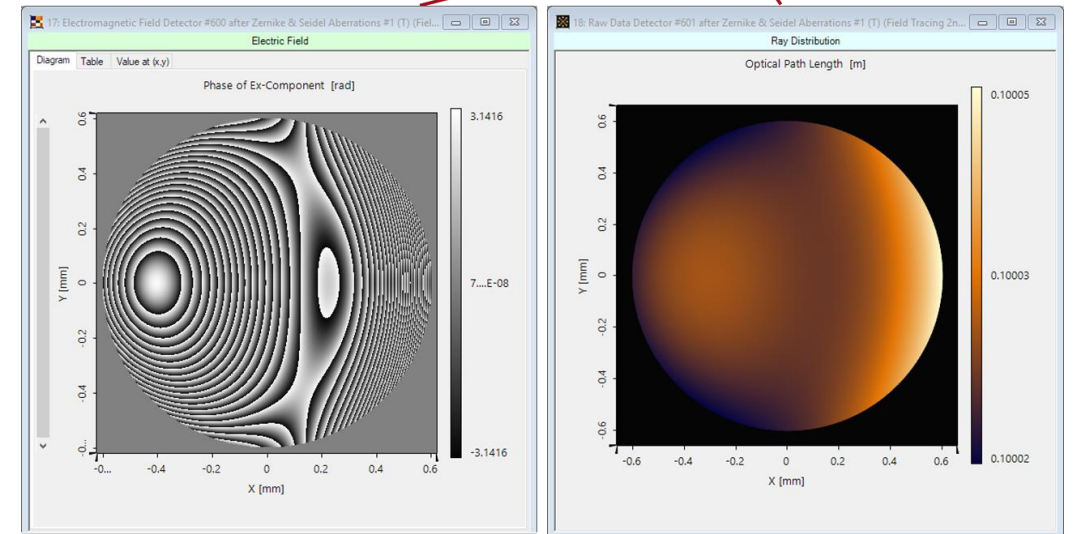 17: Electromagnetic Field Detector #600 after Zernike & Seidel Aberrations #1 (T) (Fiel...
Electric Field
Diagram Table Value at (x,y)
Phase of Ex-Component [rad]
3.1416
7....E-08
-3.1416
Y [mm]
0.6
0.4
0.2
0
-0.2
-0.4
-0...
-0... -0.4 -0.2 0 0.2 0.4 0.6
X [mm]
18: Raw Data Detector #601 after Zernike & Seidel Aberrations #1 (T) (Field Tracing 2n...
Ray Distribution
Optical Path Length [m]
0.10005
0.10003
0.10002
Y [mm]
0.6
0.4
0.2
0
-0.2
-0.4
-0.6
-0.6 -0.4 -0.2 0 0.2 0.4 0.6
X [mm]